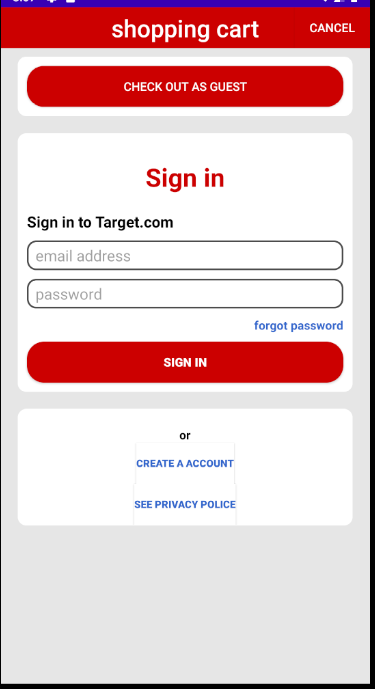 shopping cart
CANCEL
CHECK OUT AS GUEST
Sign in
Sign in to Target.com
email address
password
forgot password
SIGN IN
or
CREATE A ACCOUNT
SEE PRIVACY POLICE